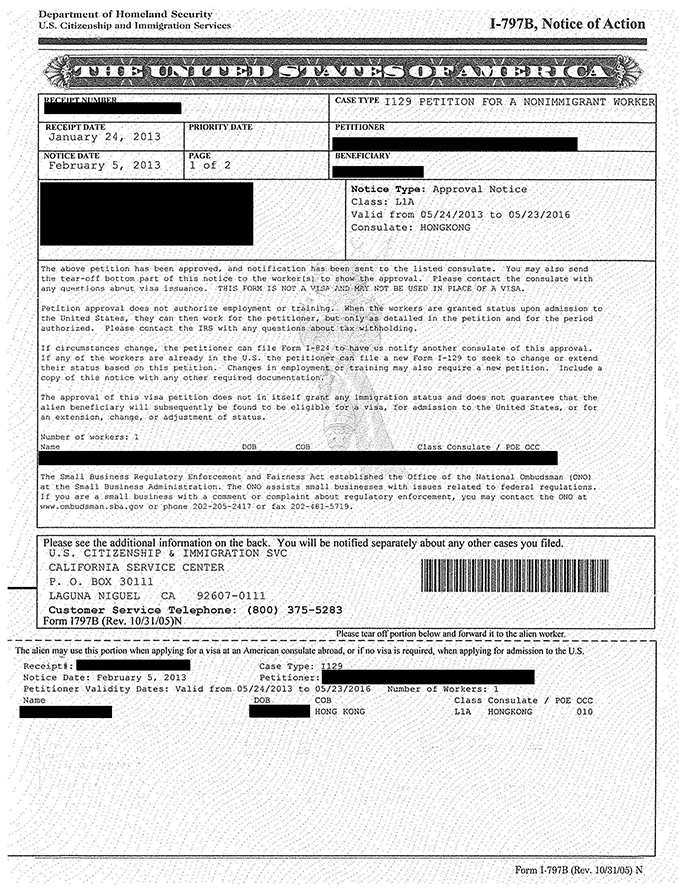 Department of Homeland Security
U.S. Citizenship and Immigration Services
I-797B, Notice of Action
THE UNITED STATES OF AMERICA
RECEIPT NUMBER
CASE TYPE I129 PETITION FOR A NONIMMIGRANT WORKER
RECEIPT DATE
January 24, 2013
PRIORITY DATE
PETITIONER
NOTICE DATE
February 5, 2013
PAGE
1 of 2
BENEFICIARY
Notice Type: Approval Notice
Class: L1A
Valid from 05/24/2013 to 05/23/2016
Consulate: HONGKONG
The above petition has been approved, and notification has been sent to the listed consulate. You may also send
the tear-off bottom part of this notice to the worker(s) to show the approval. Please contact the consulate with
any questions about visa issuance. THIS FORM IS NOT A VISA AND MAY NOT BE USED IN PLACE OF A VISA.
Petition approval does not authorize employment or training. When the workers are granted status upon admission to
the United States, they can then work for the petitioner, but only as detailed in the petition and for the period
authorized. Please contact the IRS with any questions about tax withholding.
If circumstances change, the petitioner can file Form I-824 to have us notify another consulate of this approval.
If any of the workers are already in the U.S. the petitioner can file a new Form I-129 to seek to change or extend
their status based on this petition. Changes in employment or training may also require a new petition. Include a
copy of this notice with any other required documentation.
The approval of this visa petition does not in itself grant any immigration status and does not guarantee that the
alien beneficiary will subsequently be found to be eligible for a visa, for admission to the United States, or for
an extension, change, or adjustment of status.
Number of workers: 1
Name DOB COB Class Consulate / POE OCC
The Small Business Regulatory Enforcement and Fairness Act established the Office of the National Ombudsman (ONO)
at the Small Business Administration. The ONO assists small businesses with issues related to federal regulations.
If you are a small business with a comment or complaint about regulatory enforcement, you may contact the ONO at
www.ombudsman.sba.gov or phone 202-205-2417 or fax 202-481-5719.
Please see the additional information on the back. You will be notified separately about any other cases you filed.
U.S. CITIZENSHIP & IMMIGRATION SVC
CALIFORNIA SERVICE CENTER
P. O. BOX 30111
LAGUNA NIGUEL CA 92607-0111
Customer Service Telephone: (800) 375-5283
Form I797B (Rev. 10/31/05)N
Please tear off portion below and forward it to the alien worker.
The alien may use this portion when applying for a visa at an American consulate abroad, or if no visa is required, when applying for admission to the U.S.
Receipt#: Case Type: I129
Notice Date: February 5, 2013 Petitioner:
Petitioner Validity Dates: Valid from 05/24/2013 to 05/23/2016 Number of Workers: 1
Name DOB COB Class Consulate / POE OCC
HONG KONG L1A HONGKONG 010
Form I-797B (Rev. 10/31/05) N